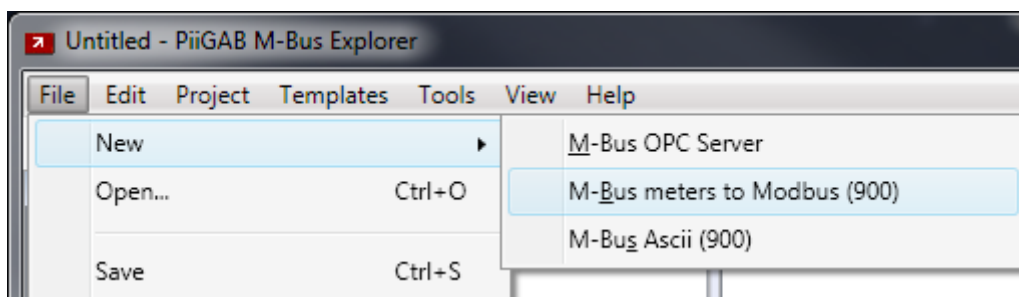 Untitled - PiiGAB M-Bus Explorer
File Edit Project Templates Tools View Help
New M-Bus OPC Server
Open... Ctrl+O M-Bus meters to Modbus (900)
M-Bus Ascii (900)
Save Ctrl+S